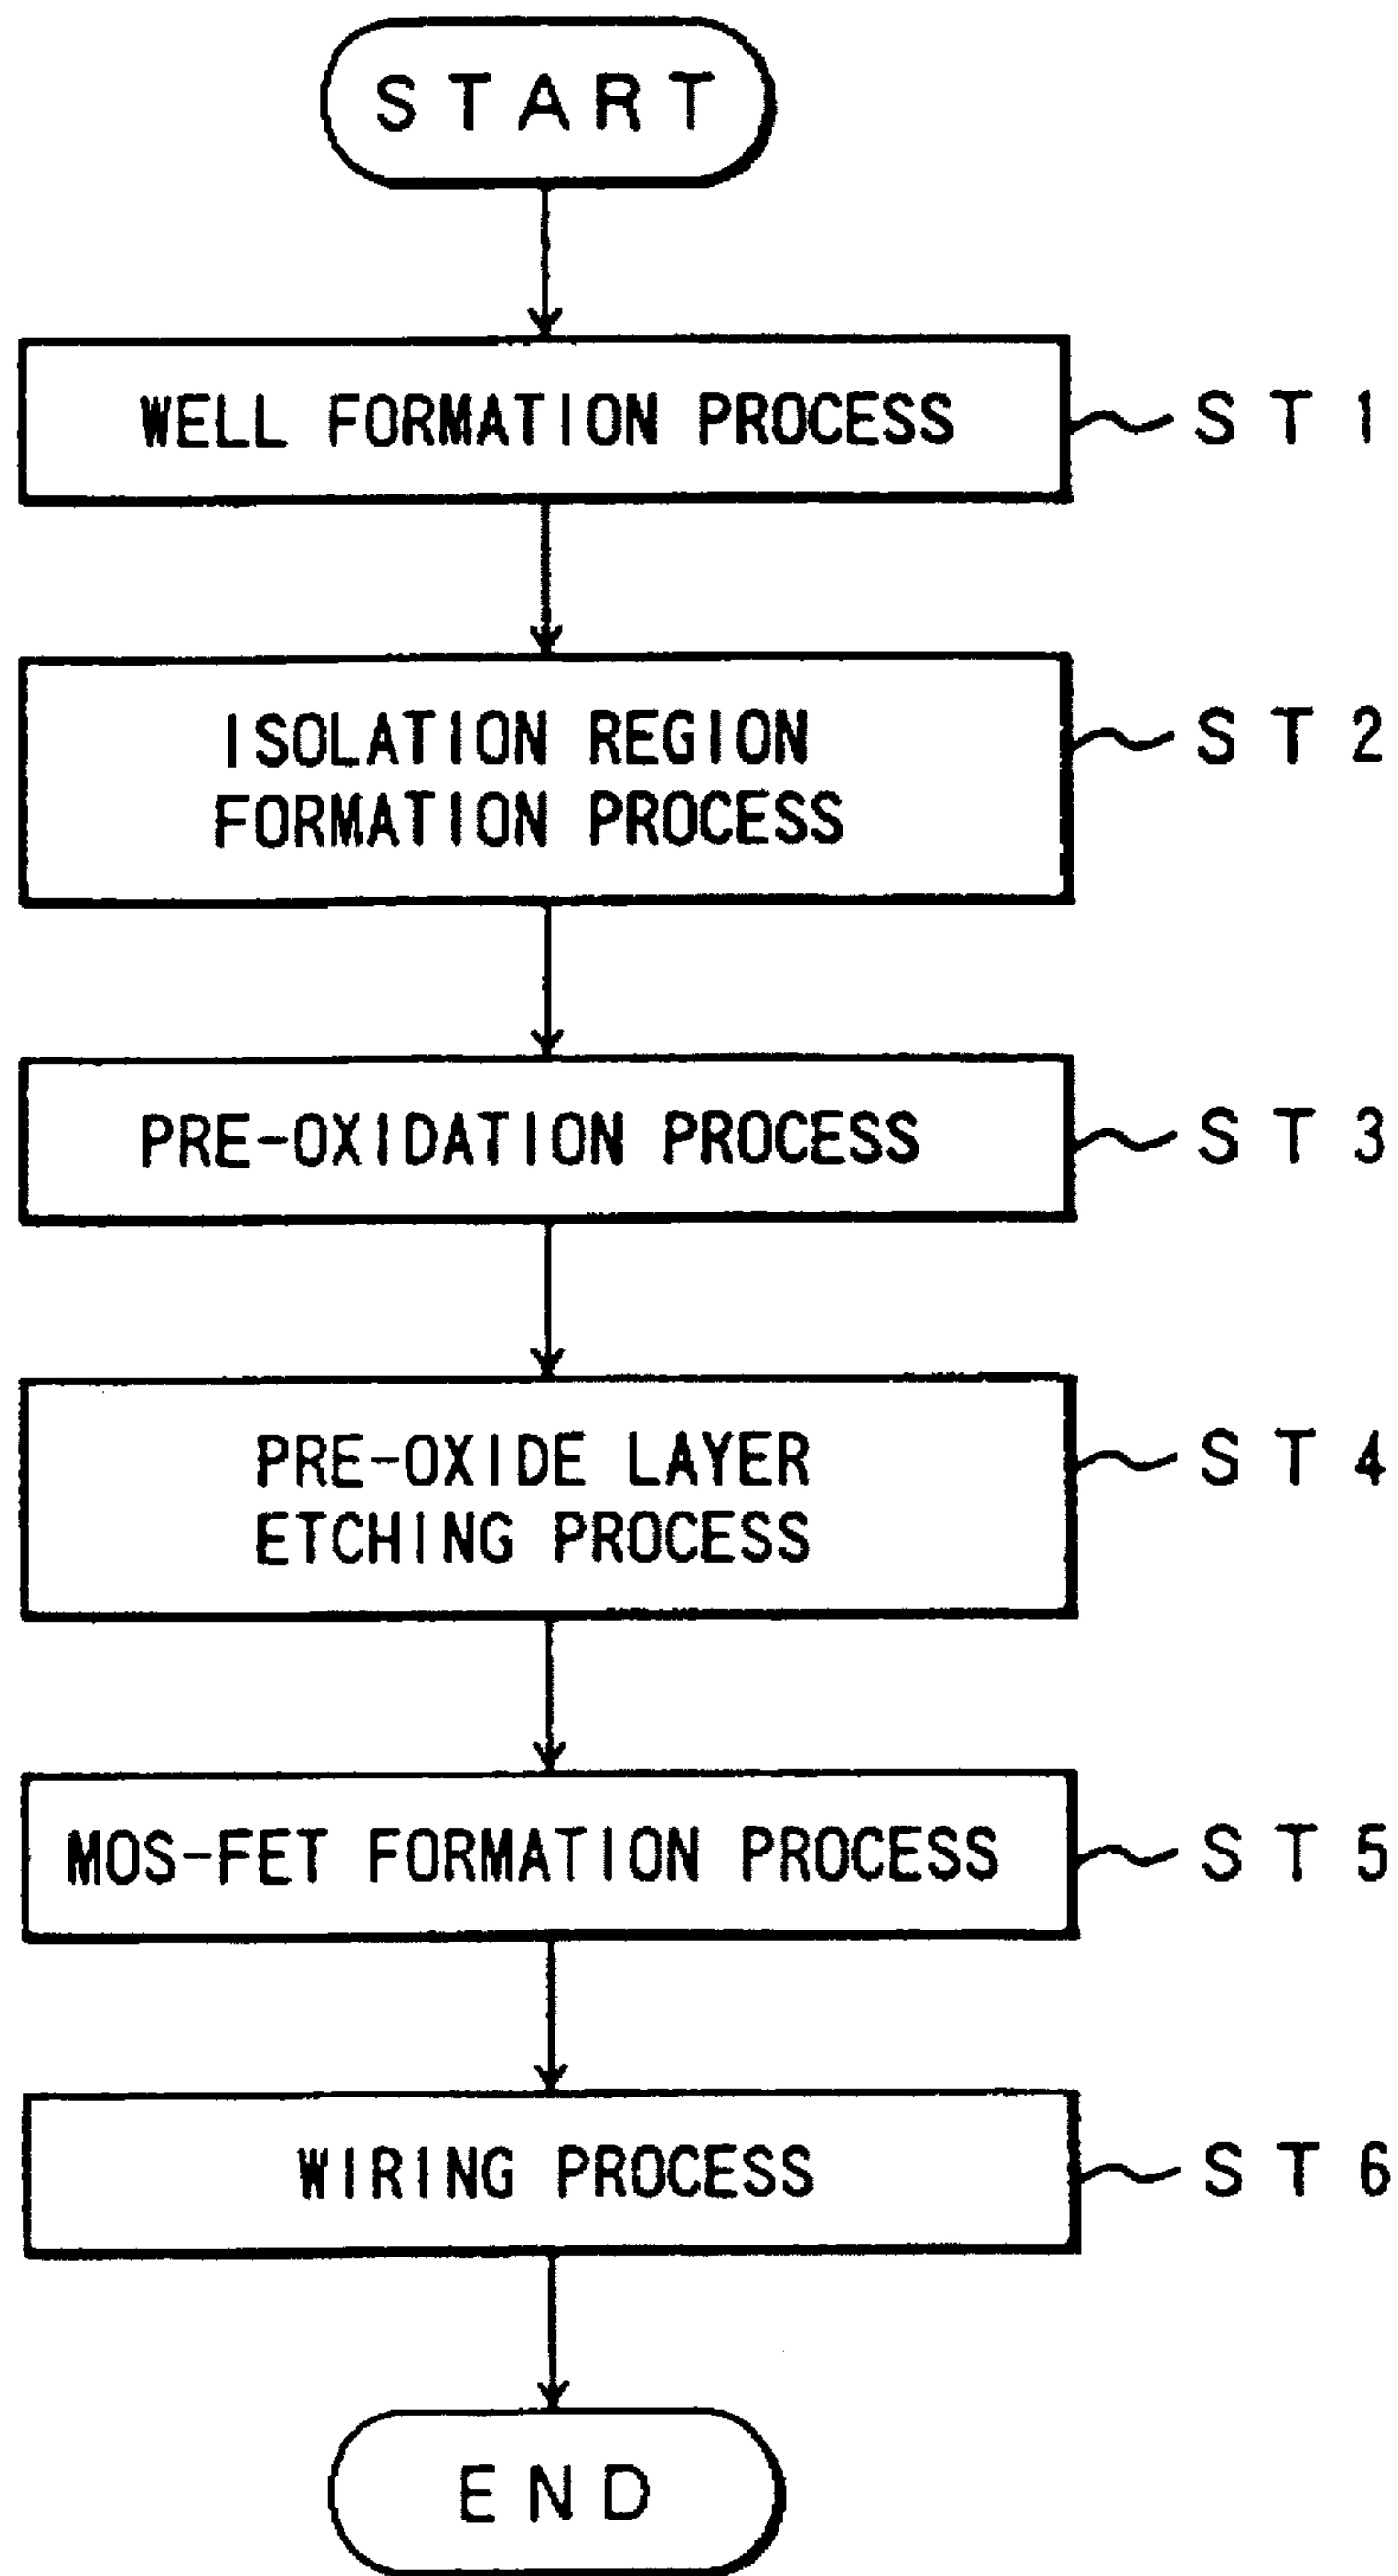 START
WELL FORMATION PROCESS
ST1
ISOLATION REGION
FORMATION PROCESS
ST2
PRE-OXIDATION PROCESS
ST3
PRE-OXIDE LAYER
ETCHING PROCESS
ST4
MOS-FET FORMATION PROCESS
ST5
WIRING PROCESS
ST6
END